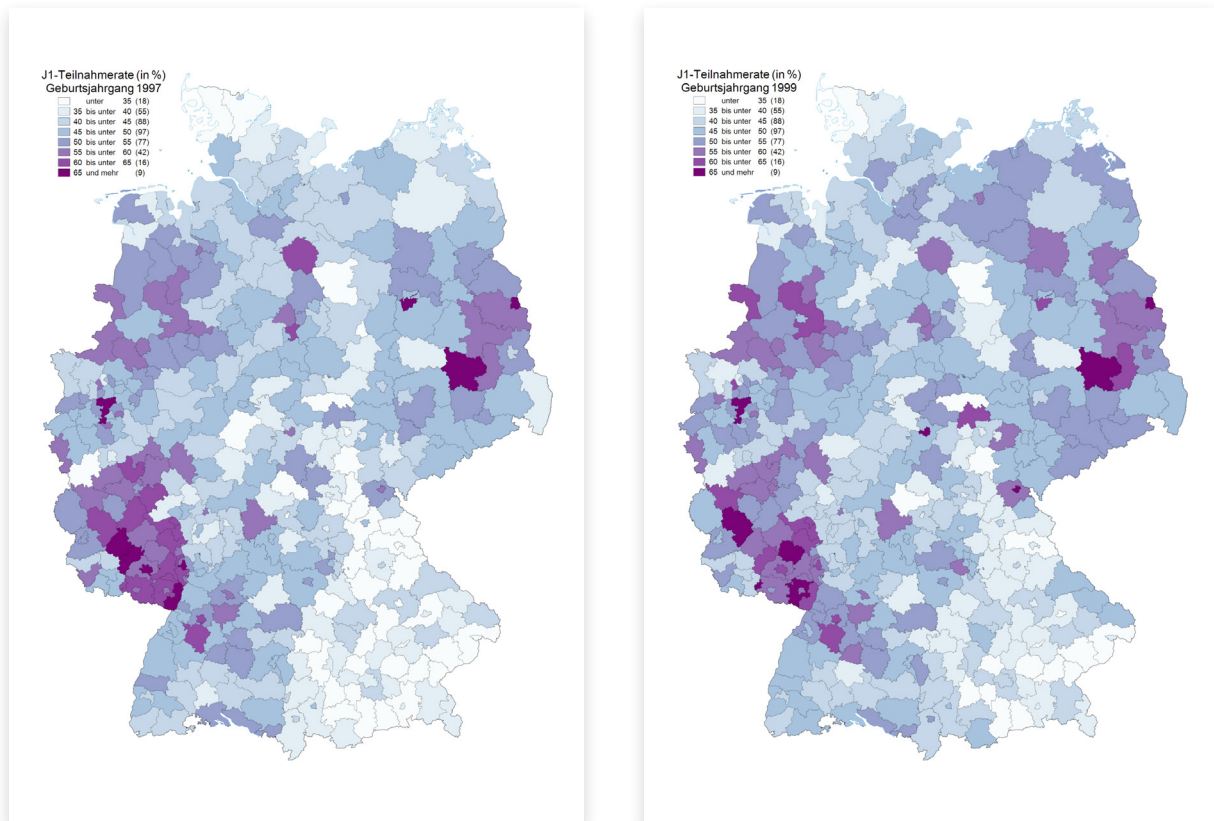 J1-Teilnahmerate (in %)
Geburtsjahrgang 1997
unter 35 (18)
35 bis unter 40 (55)
40 bis unter 45 (88)
45 bis unter 50 (97)
50 bis unter 55 (77)
55 bis unter 60 (42)
60 bis unter 65 (16)
65 und mehr (9)
J1-Teilnahmerate (in %)
Geburtsjahrgang 1999
unter 35 (18)
35 bis unter 40 (55)
40 bis unter 45 (88)
45 bis unter 50 (97)
50 bis unter 55 (77)
55 bis unter 60 (42)
60 bis unter 65 (16)
65 und mehr (9)